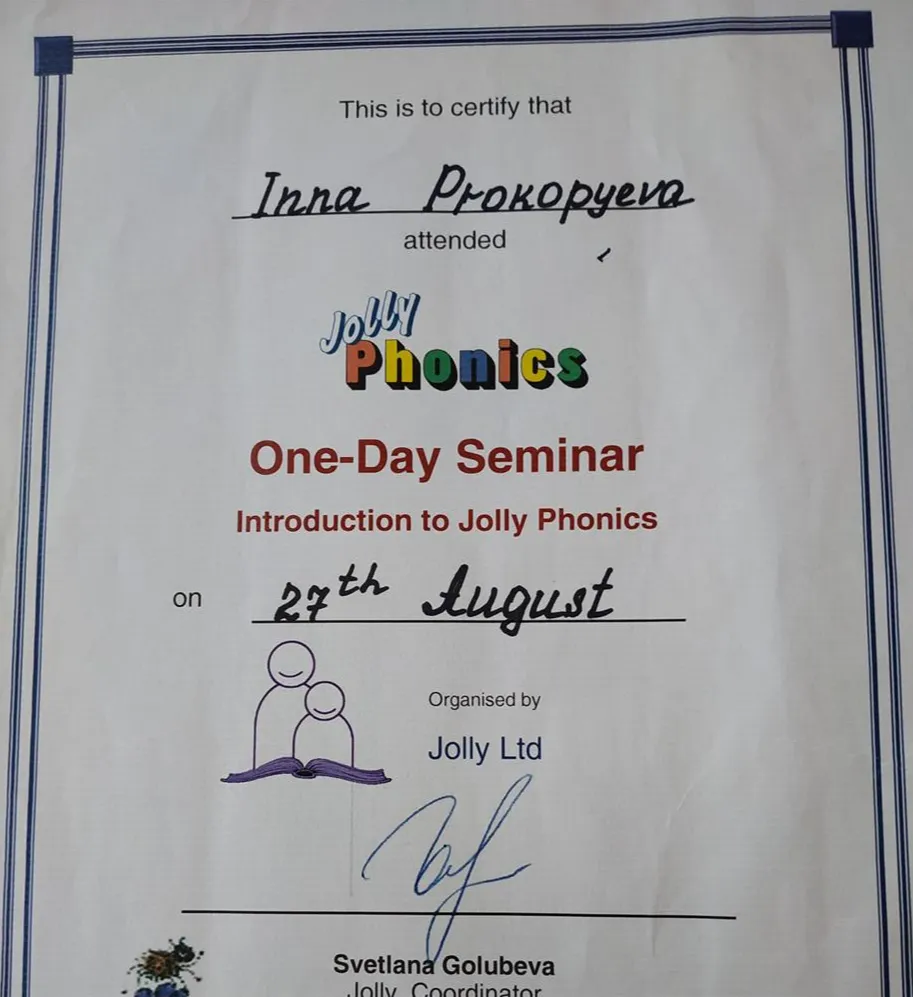 This is to certify that
Inna Prokopyeva
attended
Jolly
Phonics
One-Day Seminar
Introduction to Jolly Phonics
on 27th August
Organised by
Jolly Ltd
Svetlana Golubeva
Jolly Coordinator